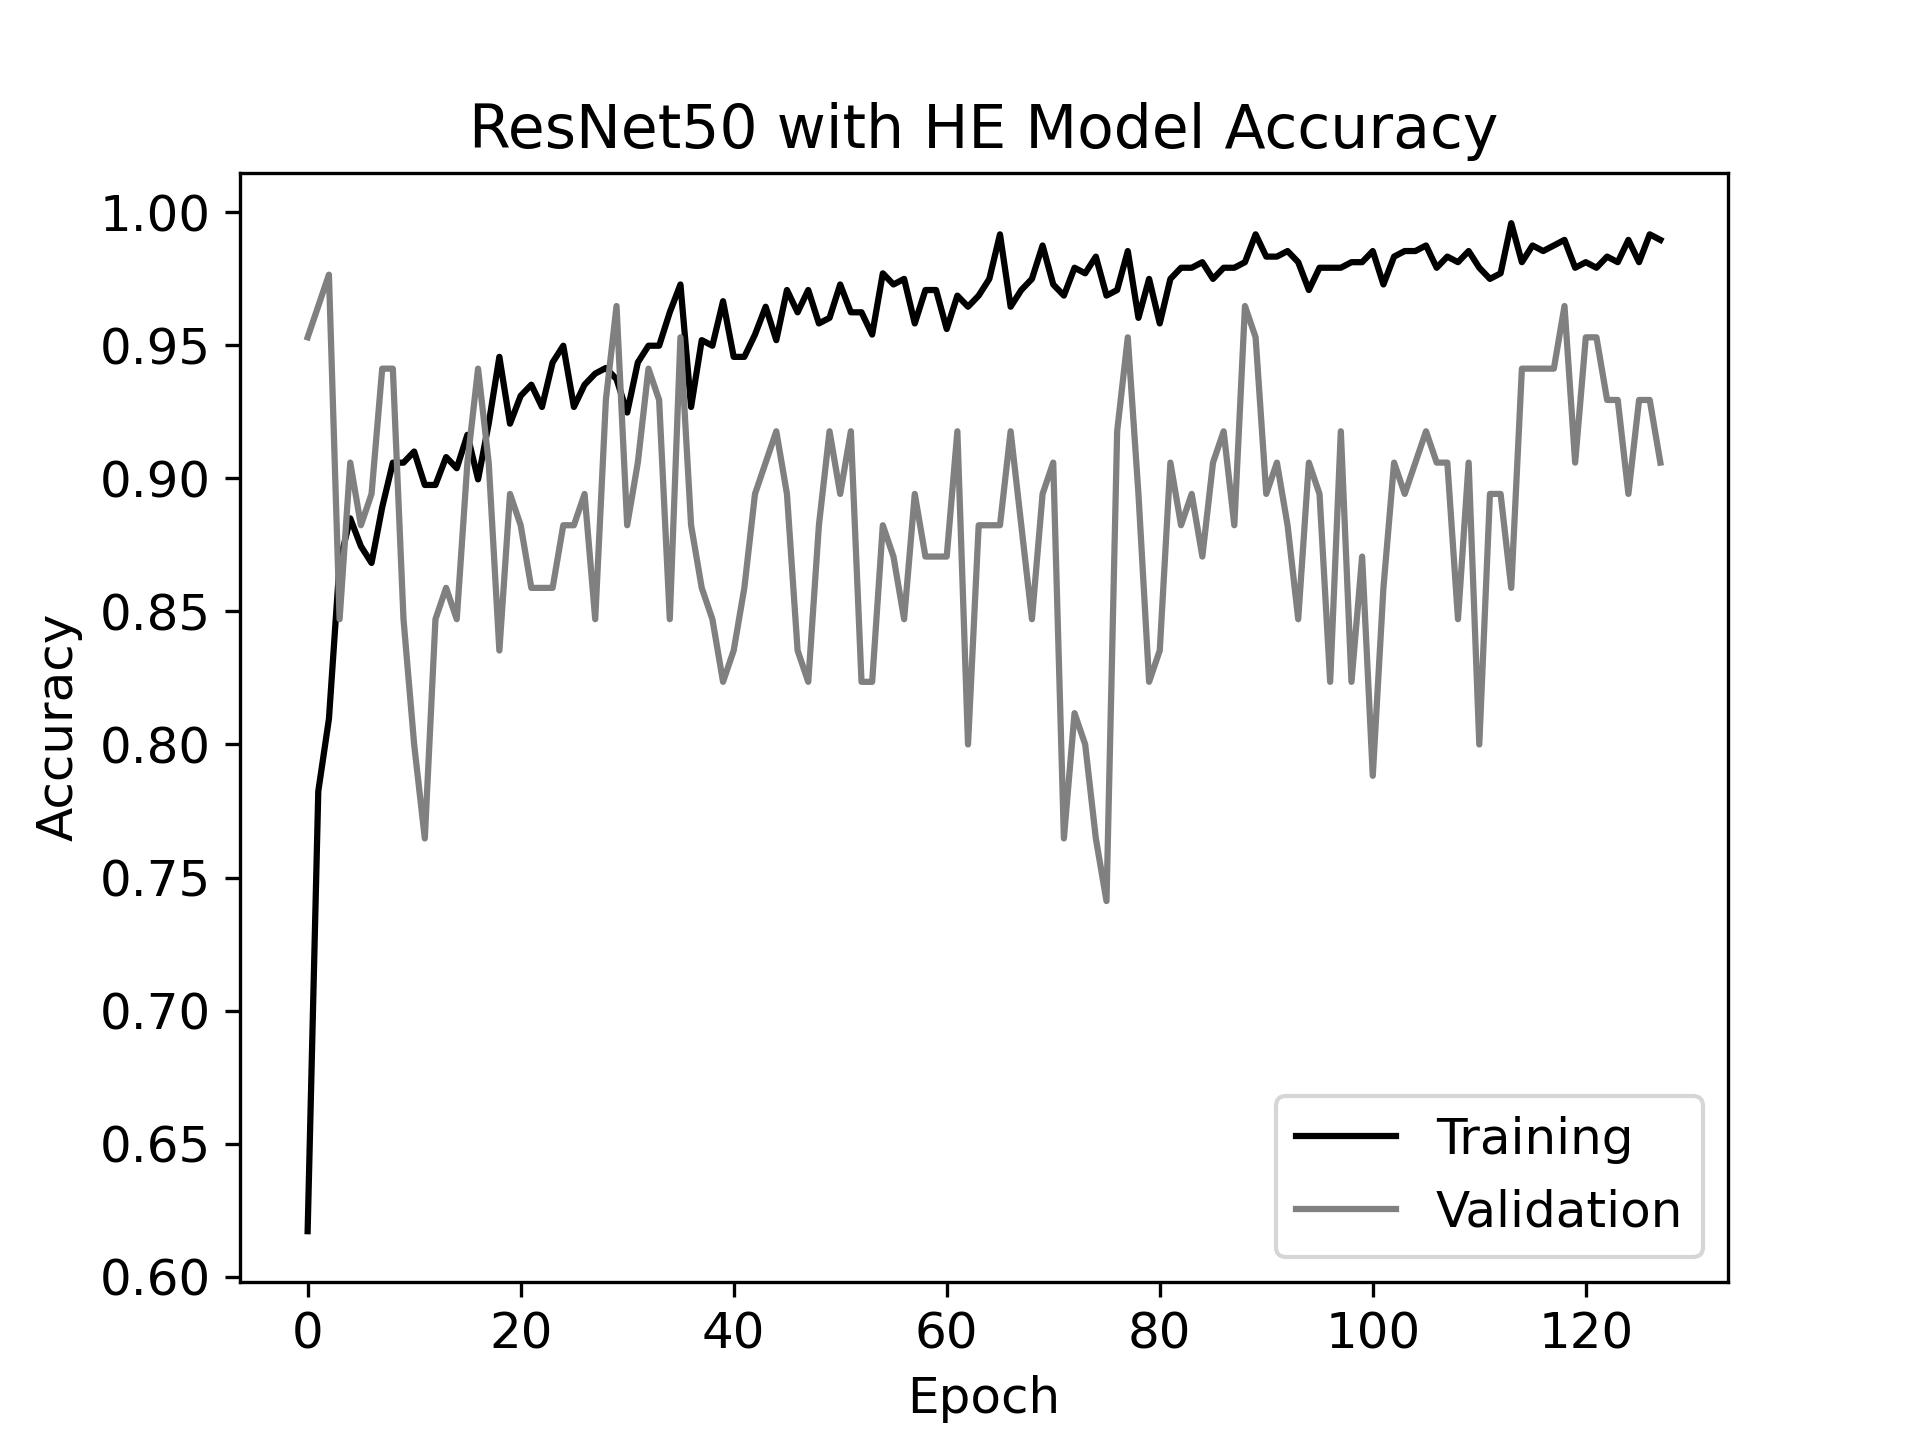 ResNet50 with HE Model Accuracy
1.00
0.95
0.90
0.85
0.80
0.75
0.70
0.65
0.60
Accuracy
Training
Validation
0 20 40 60 80 100 120
Epoch